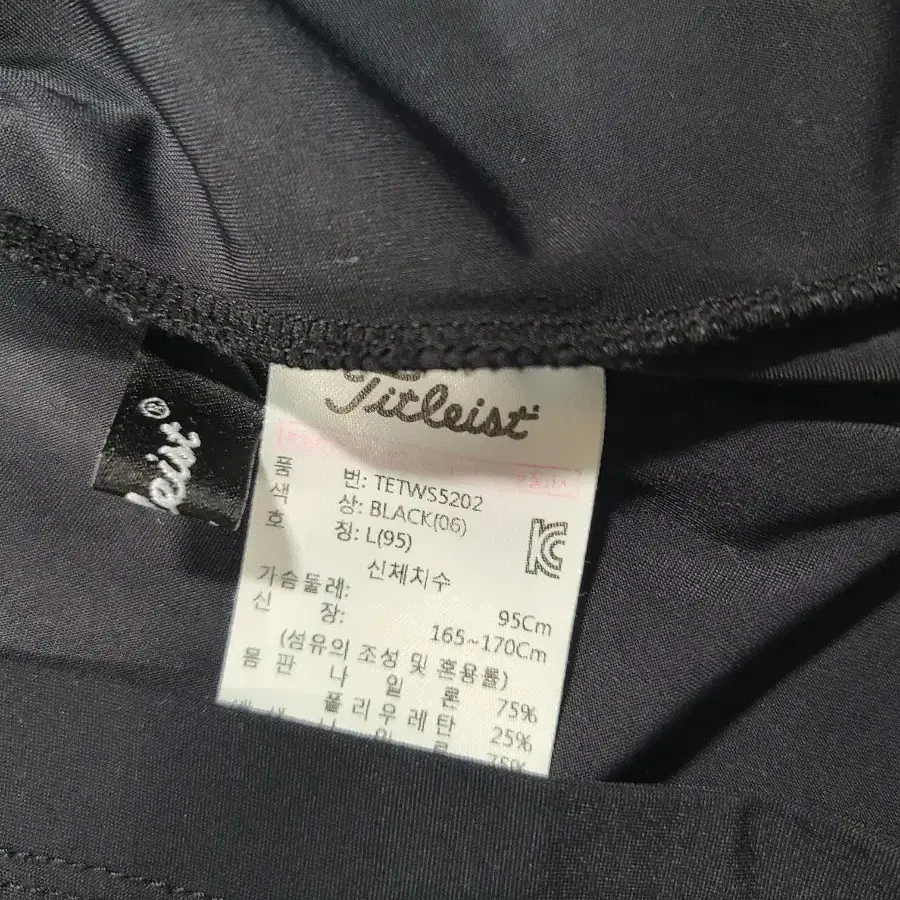 Titleist
leist®
품 번: TETWS5202
색 상: BLACK(06)
호 칭: L(95)
신체치수
가슴둘레: 95Cm
신 장: 165~170Cm
(섬유의 조성 및 혼용률)
몸 판 나 일 론 75%
폴 리 우 레 탄 25%
75%